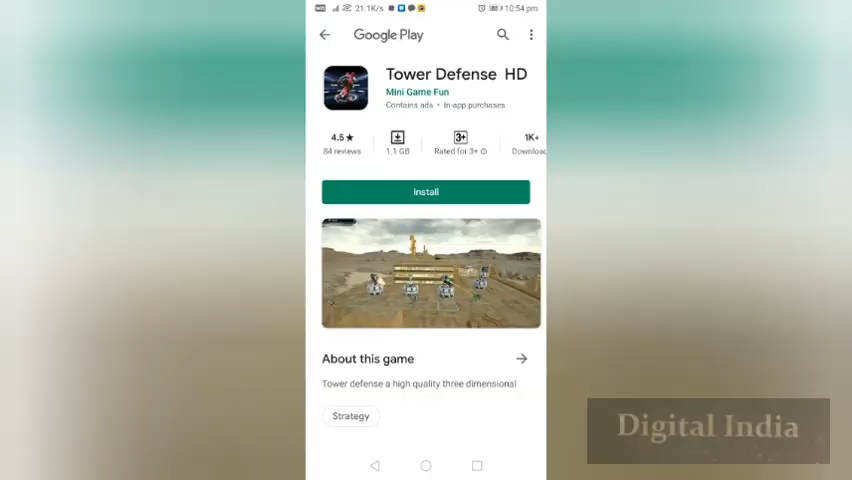 21.1K/s
10:54 pm
Google Play
Tower Defense HD
Mini Game Fun
Contains ads • In-app purchases
4.5★
84 reviews
1.1 GB
3+
Rated for 3+
1K+
Downloac
Install
About this game
Tower defense a high quality three dimensional
Strategy
Digital India